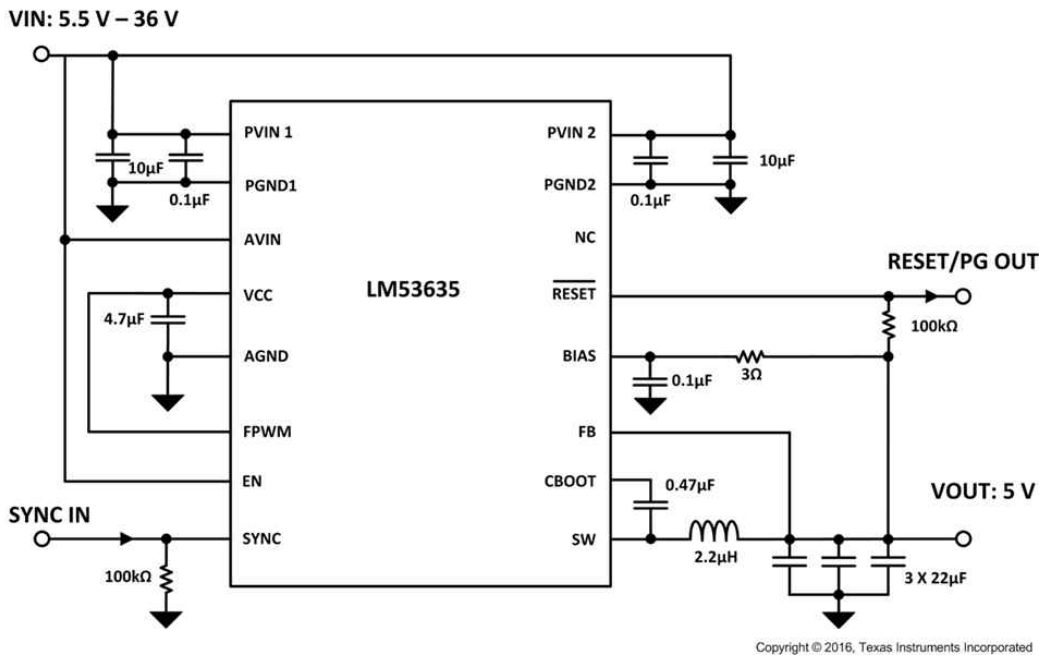 VIN: 5.5 V – 36 V
PVIN 1
PVIN 2
10µF
0.1µF
PGND1
PGND2
0.1µF
10µF
AVIN
NC
LM53635
VCC
RESET
RESET/PG OUT
4.7µF
100kΩ
AGND
BIAS
0.1µF
3Ω
FPWM
FB
EN
CBOOT
0.47µF
VOUT: 5 V
SYNC IN
SYNC
SW
2.2µH
100kΩ
3 X 22µF
Copyright © 2016, Texas Instruments Incorporated